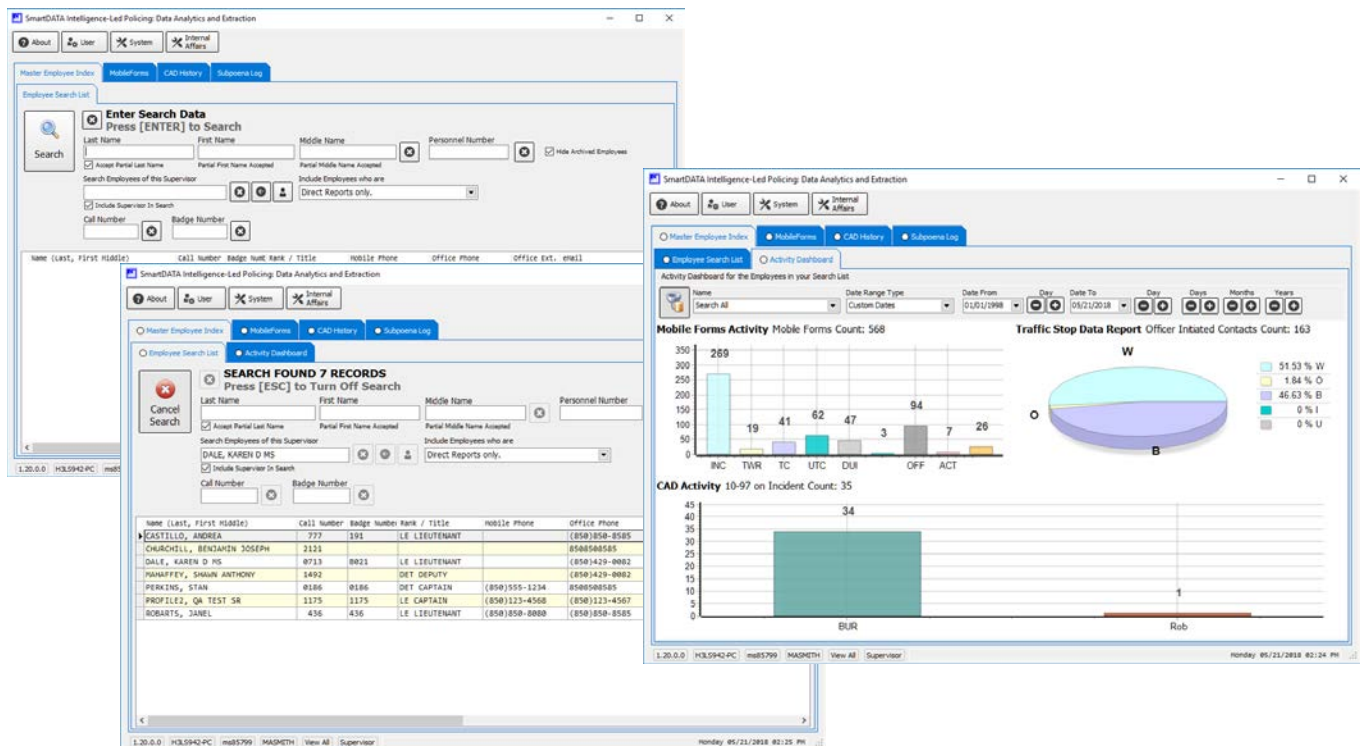 SmartDATA Intelligence-Led Policing: Data Analytics and Extraction
About User System Internal Affairs
Master Employee Index MobileForms CAD History Subpoena Log
Employee Search List
Enter Search Data
Press [ENTER] to Search
Search
Last Name First Name Middle Name Personnel Number
Hide Archived Employees
Accept Partial Last Name Partial First Name Accepted Partial Middle Name Accepted
Search Employees of this Supervisor Include Employees who are
Direct Reports only.
Include Supervisor In Search
Call Number Badge Number
Name (Last, First Middle) Call Number Badge Numb Rank / Title Mobile Phone Office Phone Office Ext. eMail
1.20.0.0 H3LS942-PC ms85
SmartDATA Intelligence-Led Policing: Data Analytics and Extraction
About User System Internal Affairs
Master Employee Index MobileForms CAD History Subpoena Log
Employee Search List Activity Dashboard
SEARCH FOUND 7 RECORDS
Press [ESC] to Turn Off Search
Cancel Search
Last Name First Name Middle Name Personnel Number
Accept Partial Last Name Partial First Name Accepted Partial Middle Name Accepted
Search Employees of this Supervisor Include Employees who are
DALE, KAREN D MS Direct Reports only.
Include Supervisor In Search
Call Number Badge Number
Name (Last, First Middle) Call Number Badge Number Rank / Title Mobile Phone Office Phone
CASTILLO, ANDREA 777 191 LE LIEUTENANT (850)850-8585
CHURCHILL, BENJAMIN JOSEPH 2121 8508508585
DALE, KAREN D MS 0713 8021 LE LIEUTENANT (850)429-0082
MAHAFFEY, SHAWN ANTHONY 1492 DET DEPUTY (850)429-0082
PERKINS, STAN 0186 0186 DET CAPTAIN (850)555-1234 8508508585
PROFILE2, QA TEST SR 1175 1175 LE CAPTAIN (850)123-4568 (850)123-4567
ROBARTS, JANEL 436 436 LE LIEUTENANT (850)850-8080 (850)850-8585
1.20.0.0 H3LS942-PC ms85799 MASMITH View All Supervisor Monday 05/21/2018 02:25 PM
SmartDATA Intelligence-Led Policing: Data Analytics and Extraction
About User System Internal Affairs
Master Employee Index MobileForms CAD History Subpoena Log
Employee Search List Activity Dashboard
Activity Dashboard for the Employees in your Search List
Name Date Range Type Date From Day Date To Day Days Months Years
Search All Custom Dates 01/01/1998 05/21/2018
Mobile Forms Activity Mobile Forms Count: 568
350
300
250
200
150
100
50
0
269 19 41 62 47 3 94 7 26
INC TWR TC UTC DUI OFF ACT
Traffic Stop Data Report Officer Initiated Contacts Count: 163
W
O
B
51.53 % W
1.84 % O
46.63 % B
0 % I
0 % U
CAD Activity 10-97 on Incident Count: 35
45
40
35
30
25
20
15
10
5
0
34 1
BUR Rob
1.20.0.0 H3LS942-PC ms85799 MASMITH View All Supervisor Monday 05/21/2018 02:24 PM